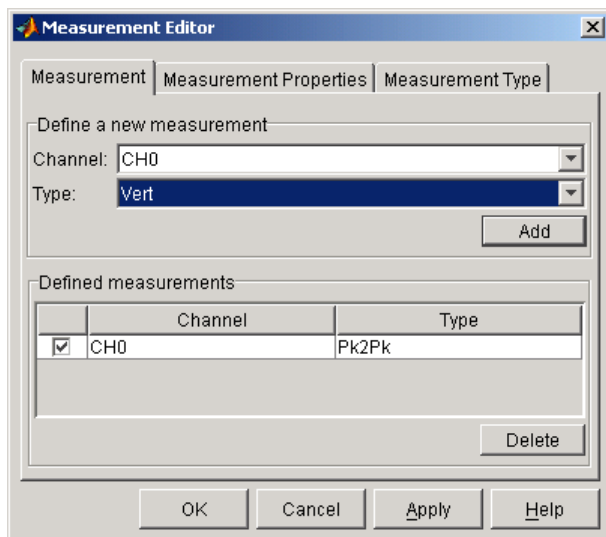 Measurement Editor
Measurement Measurement Properties Measurement Type
Define a new measurement
Channel: CH0
Type: Vert
Add
Defined measurements
Channel Type
CH0 Pk2Pk
Delete
OK Cancel Apply Help